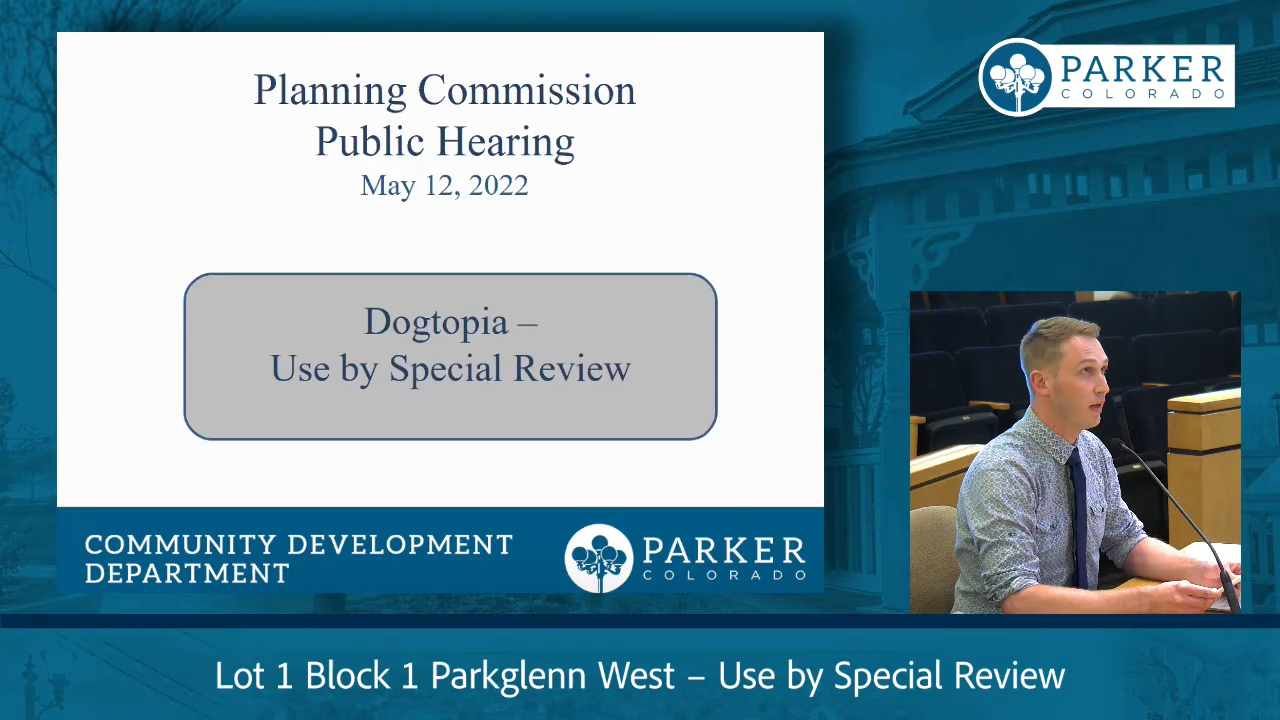 Planning Commission
Public Hearing
May 12, 2022
Dogtopia –
Use by Special Review
COMMUNITY DEVELOPMENT
DEPARTMENT
PARKER
COLORADO
PARKER
COLORADO
Lot 1 Block 1 Parkglenn West – Use by Special Review